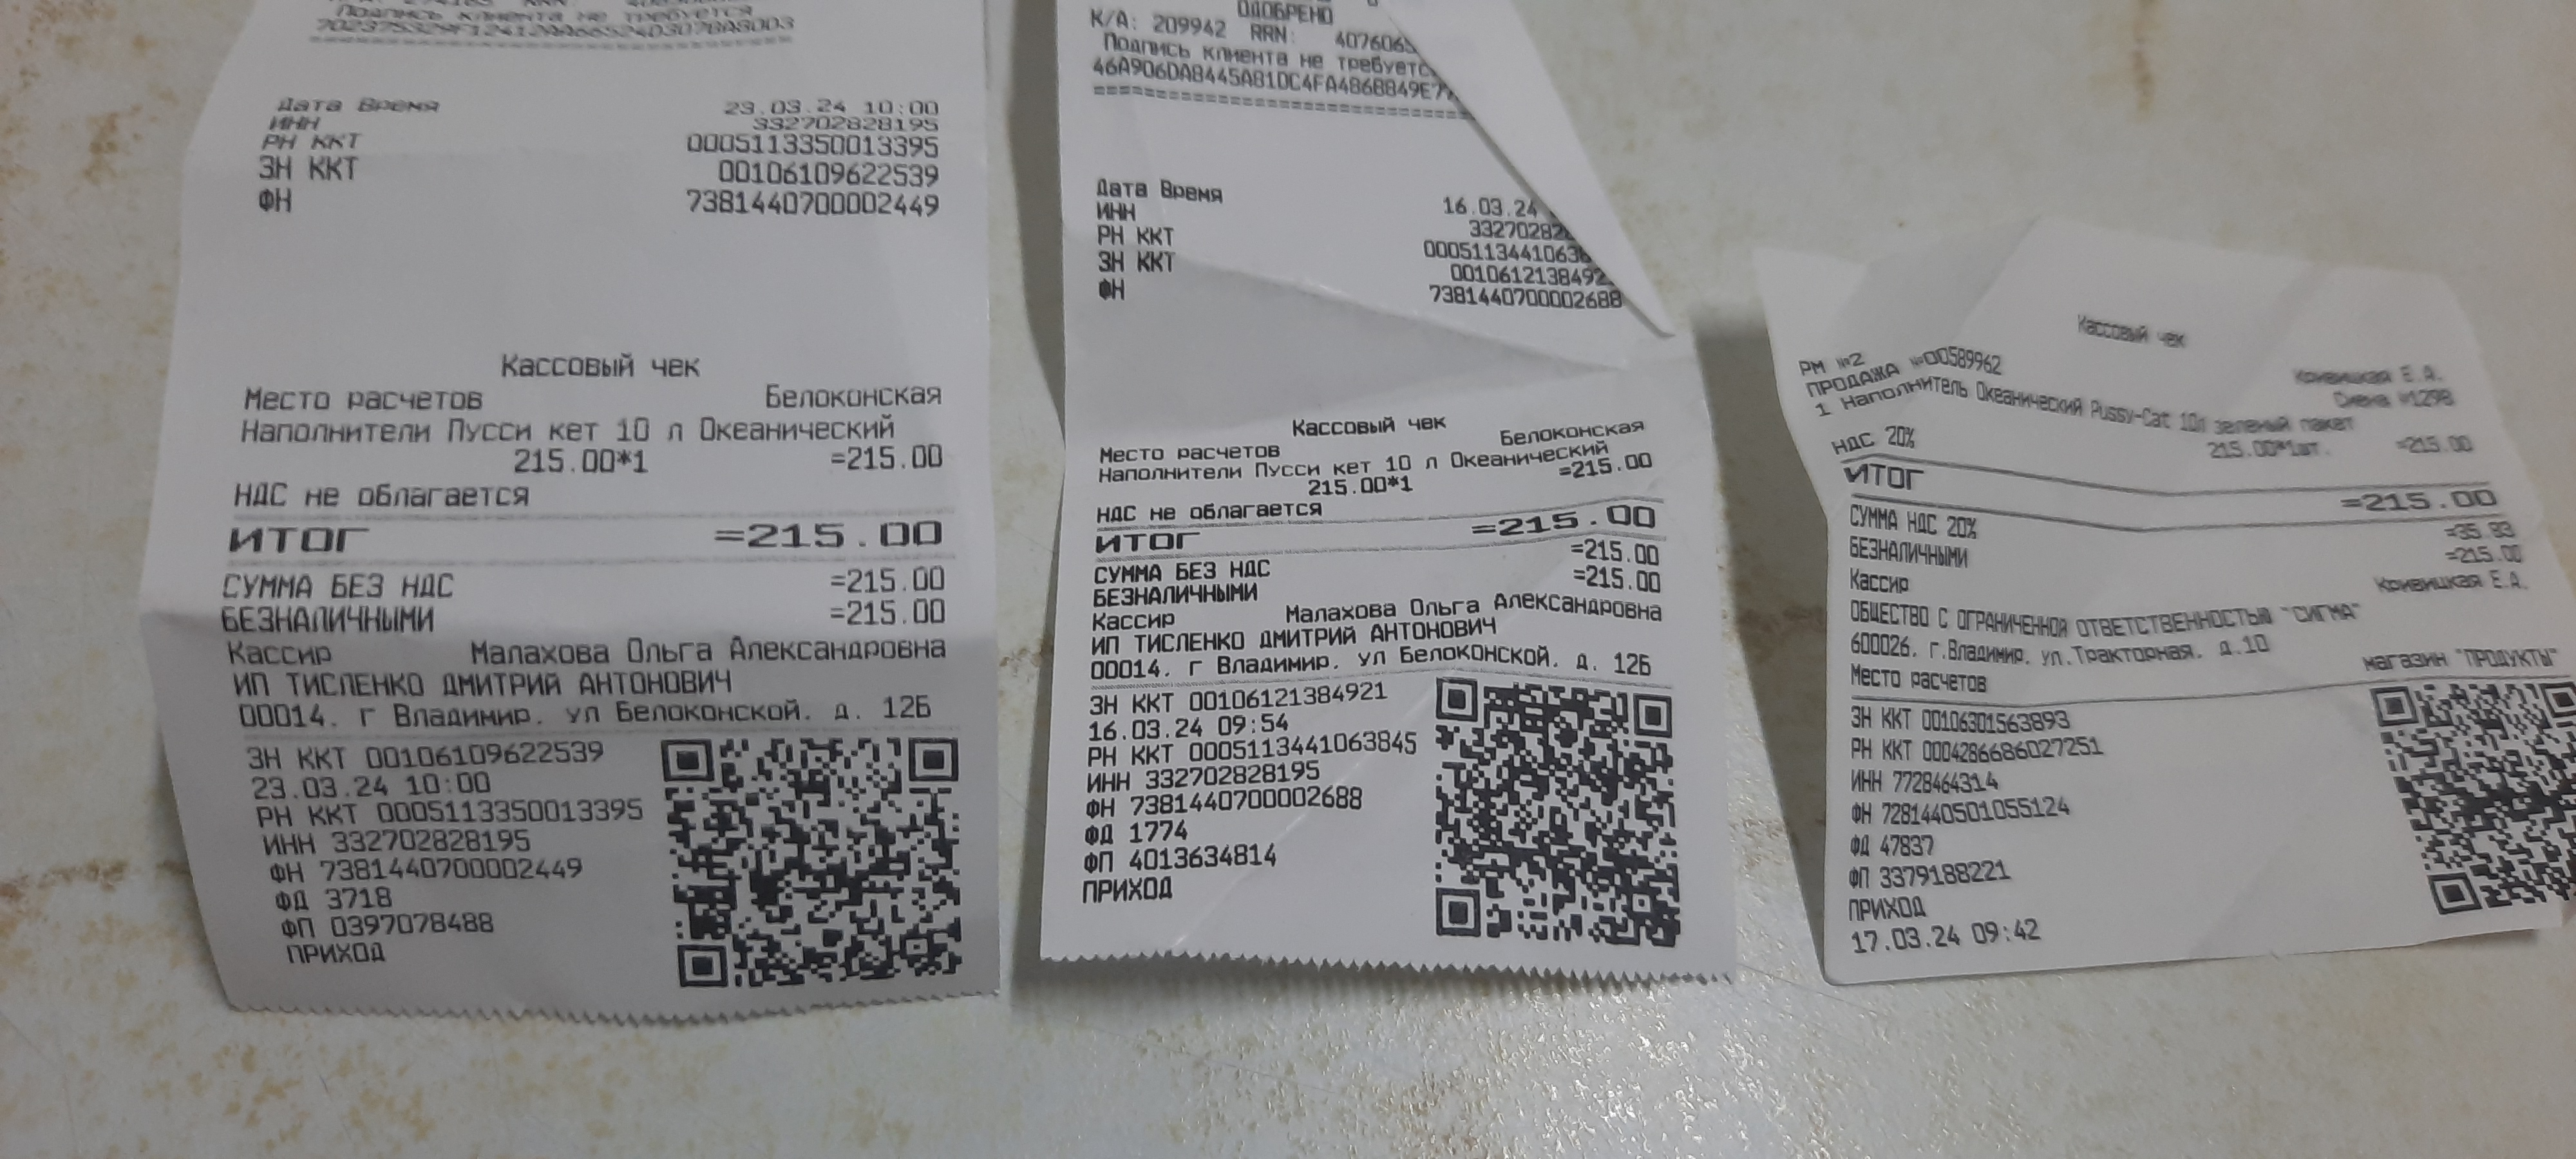 Подпись клиента не требуется
Дата Время 23.03.24 10:00
ИНН 332702828195
РН ККТ 0005113350013395
ЗН ККТ 00106109622539
ФН 7381440700002449
Кассовый чек
Место расчетов Белоконская
Наполнители Пусси кет 10 л Океанический
215.00*1 =215.00
НДС не облагается
ИТОГ =215.00
СУММА БЕЗ НДС =215.00
БЕЗНАЛИЧНЫМИ =215.00
Кассир Малахова Ольга Александровна
ИП ТИСЛЕНКО ДМИТРИЙ АНТОНОВИЧ
00014, г Владимир, ул Белоконской, д. 12Б
ЗН ККТ 00106109622539
23.03.24 10:00
РН ККТ 0005113350013395
ИНН 332702828195
ФН 7381440700002449
ФД 3718
ФП 0397078488
ПРИХОД
ОДОБРЕНО
К/А: 209942 RRN: 407606
Подпись клиента не
46A906DA8445A81DC4FA4868849E7
================================
Дата Время 16.03.24
ИНН 33270282
РН ККТ 00051134410638
ЗН ККТ 0010612138492
ФН 7381440700002688
Кассовый чек
Место расчетов Белоконская
Наполнители Пусси кет 10 л Океанический
215.00*1 =215.00
НДС не облагается
ИТОГ =215.00
СУММА БЕЗ НДС =215.00
БЕЗНАЛИЧНЫМИ =215.00
Кассир Малахова Ольга Александровна
ИП ТИСЛЕНКО ДМИТРИЙ АНТОНОВИЧ
00014, г Владимир, ул Белоконской, д. 12Б
ЗН ККТ 00106121384921
16.03.24 09:54
РН ККТ 0005113441063845
ИНН 332702828195
ФН 7381440700002688
ФД 1774
ФП 4013634814
ПРИХОД
Кассовый чек
РМ №2 Кривицкая Е.А.
ПРОДАЖА №00589962 Смена №1298
1 Наполнитель Океанический Pussy-Cat 10л зеленый пакет
215.00*1шт. =215.00
НДС 20%
ИТОГ =215.00
СУММА НДС 20% =35.83
БЕЗНАЛИЧНЫМИ =215.00
Кассир Кривицкая Е.А.
ОБЩЕСТВО С ОГРАНИЧЕННОЙ ОТВЕТСТВЕННОСТЬЮ "СИГМА"
600026, г.Владимир, ул.Тракторная, д.10
Место расчетов магазин "ПРОДУКТЫ"
ЗН ККТ 00106301563893
РН ККТ 0004286686027251
ИНН 7728464314
ФН 7281440501055124
ФД 47837
ФП 3379188221
ПРИХОД
17.03.24 09:42